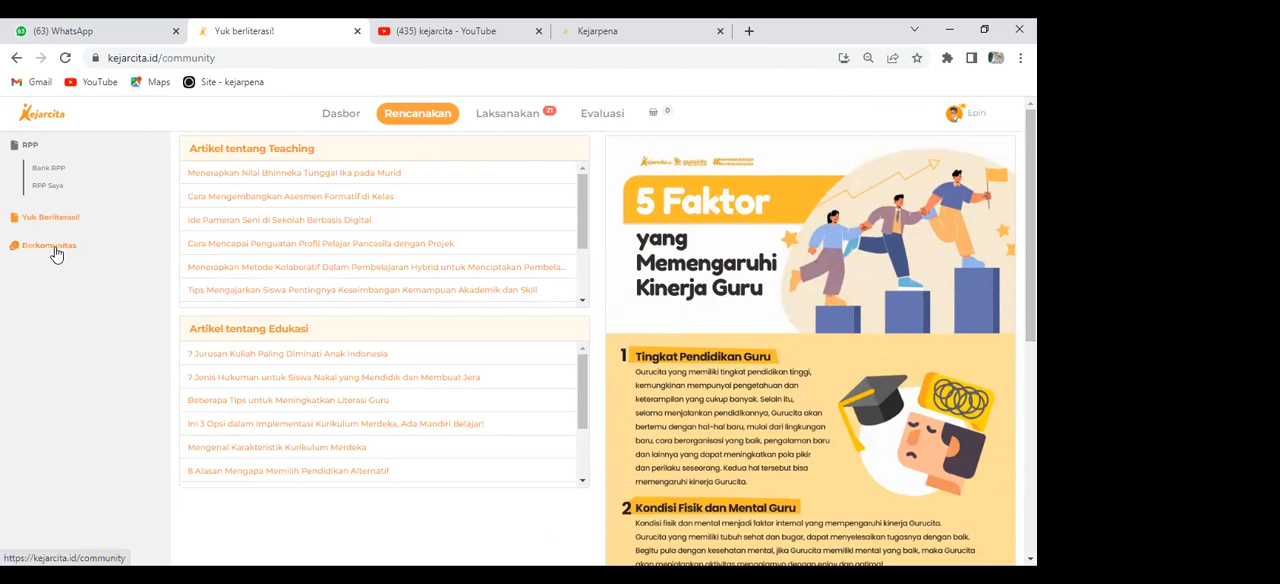 (63) WhatsApp
Yuk berliterasi!
(435) kejarcita - YouTube
Kejarpena
kejarcita.id/community
Gmail
YouTube
Maps
Site - kejarpena
Kejarcita
Dasbor
Rencanakan
Laksanakan
21
Evaluasi
0
Epin
RPP
Bank RPP
RPP Saya
Yuk Berliterasi!
Berkomunitas
Artikel tentang Teaching
Menerapkan Nilai Bhinneka Tunggal Ika pada Murid
Cara Mengembangkan Asesmen Formatif di Kelas
Ide Pameran Seni di Sekolah Berbasis Digital
Cara Mencapai Penguatan Profil Pelajar Pancasila dengan Projek
Menerapkan Metode Kolaboratif Dalam Pembelajaran Hybrid untuk Menciptakan Pembela...
Tips Mengajarkan Siswa Pentingnya Keseimbangan Kemampuan Akademik dan Skill
Artikel tentang Edukasi
7 Jurusan Kuliah Paling Diminati Anak Indonesia
7 Jenis Hukuman untuk Siswa Nakal yang Mendidik dan Membuat Jera
Beberapa Tips untuk Meningkatkan Literasi Guru
Ini 3 Opsi dalam Implementasi Kurikulum Merdeka, Ada Mandiri Belajar!
Mengenal Karakteristik Kurikulum Merdeka
8 Alasan Mengapa Memilih Pendidikan Alternatif
Kejarcita.id
gurucita
5 Faktor
yang
Memengaruhi
Kinerja Guru
1 Tingkat Pendidikan Guru
Gurucita yang memiliki tingkat pendidikan tinggi,
kemungkinan mempunyai pengetahuan dan
keterampilan yang cukup banyak. Selain itu,
selama menjalankan pendidikannya, Gurucita akan
bertemu dengan hal-hal baru, mulai dari lingkungan
baru, cara berorganisasi yang baik, pengalaman baru
dan lainnya yang dapat meningkatkan pola pikir
dan perilaku seseorang. Kedua hal tersebut bisa
memengaruhi kinerja Gurucita.
2 Kondisi Fisik dan Mental Guru
Kondisi fisik dan mental menjadi faktor internal yang mempengaruhi kinerja Gurucita.
Gurucita yang memiliki tubuh sehat dan bugar, dapat menyelesaikan tugasnya dengan baik.
Begitu pula dengan kesehatan mental, jika Gurucita memiliki mental yang baik, maka Gurucita
akan menjalankan aktivitas mengajarnya dengan enjoy dan optimal.
https://kejarcita.id/community